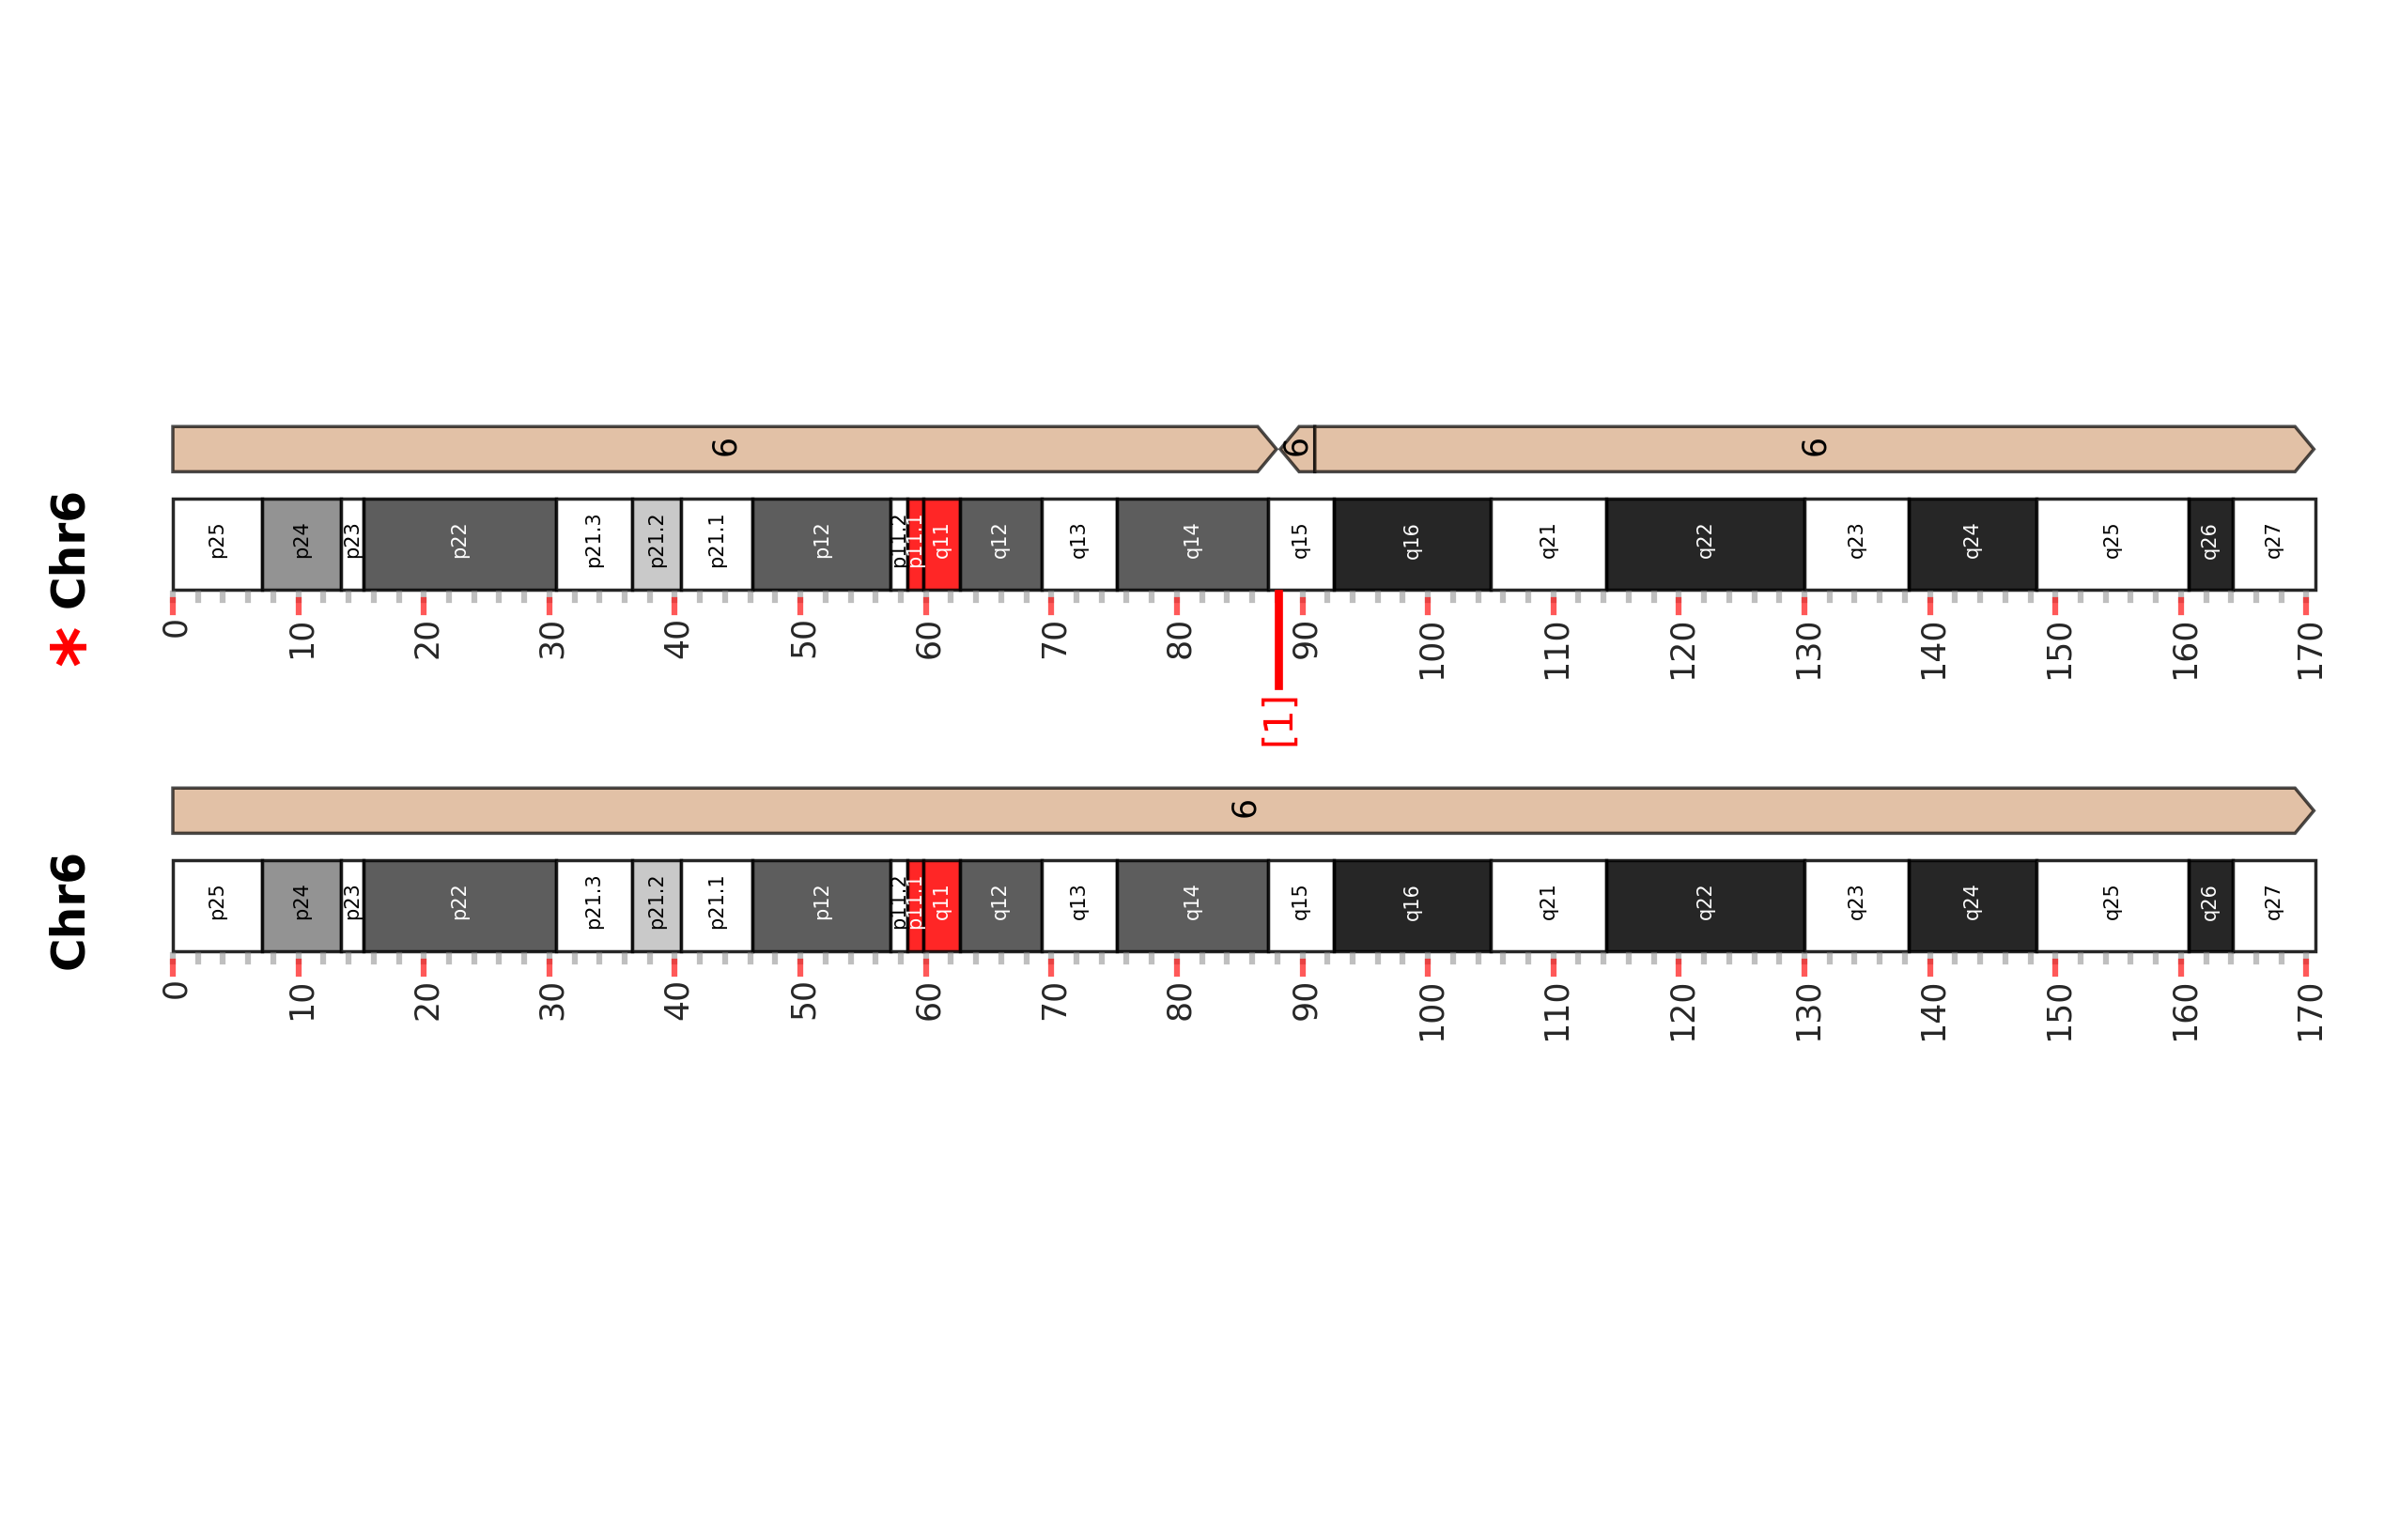 6 6 6
* Chr6
p25 p24 p23 p22 p21.3 p21.2 p21.1 p12 p11.2 p11.1 q11 q12 q13 q14 q15 q16 q21 q22 q23 q24 q25 q26 q27
0 10 20 30 40 50 60 70 80 90 100 110 120 130 140 150 160 170
[1]
6
Chr6
p25 p24 p23 p22 p21.3 p21.2 p21.1 p12 p11.2 p11.1 q11 q12 q13 q14 q15 q16 q21 q22 q23 q24 q25 q26 q27
0 10 20 30 40 50 60 70 80 90 100 110 120 130 140 150 160 170